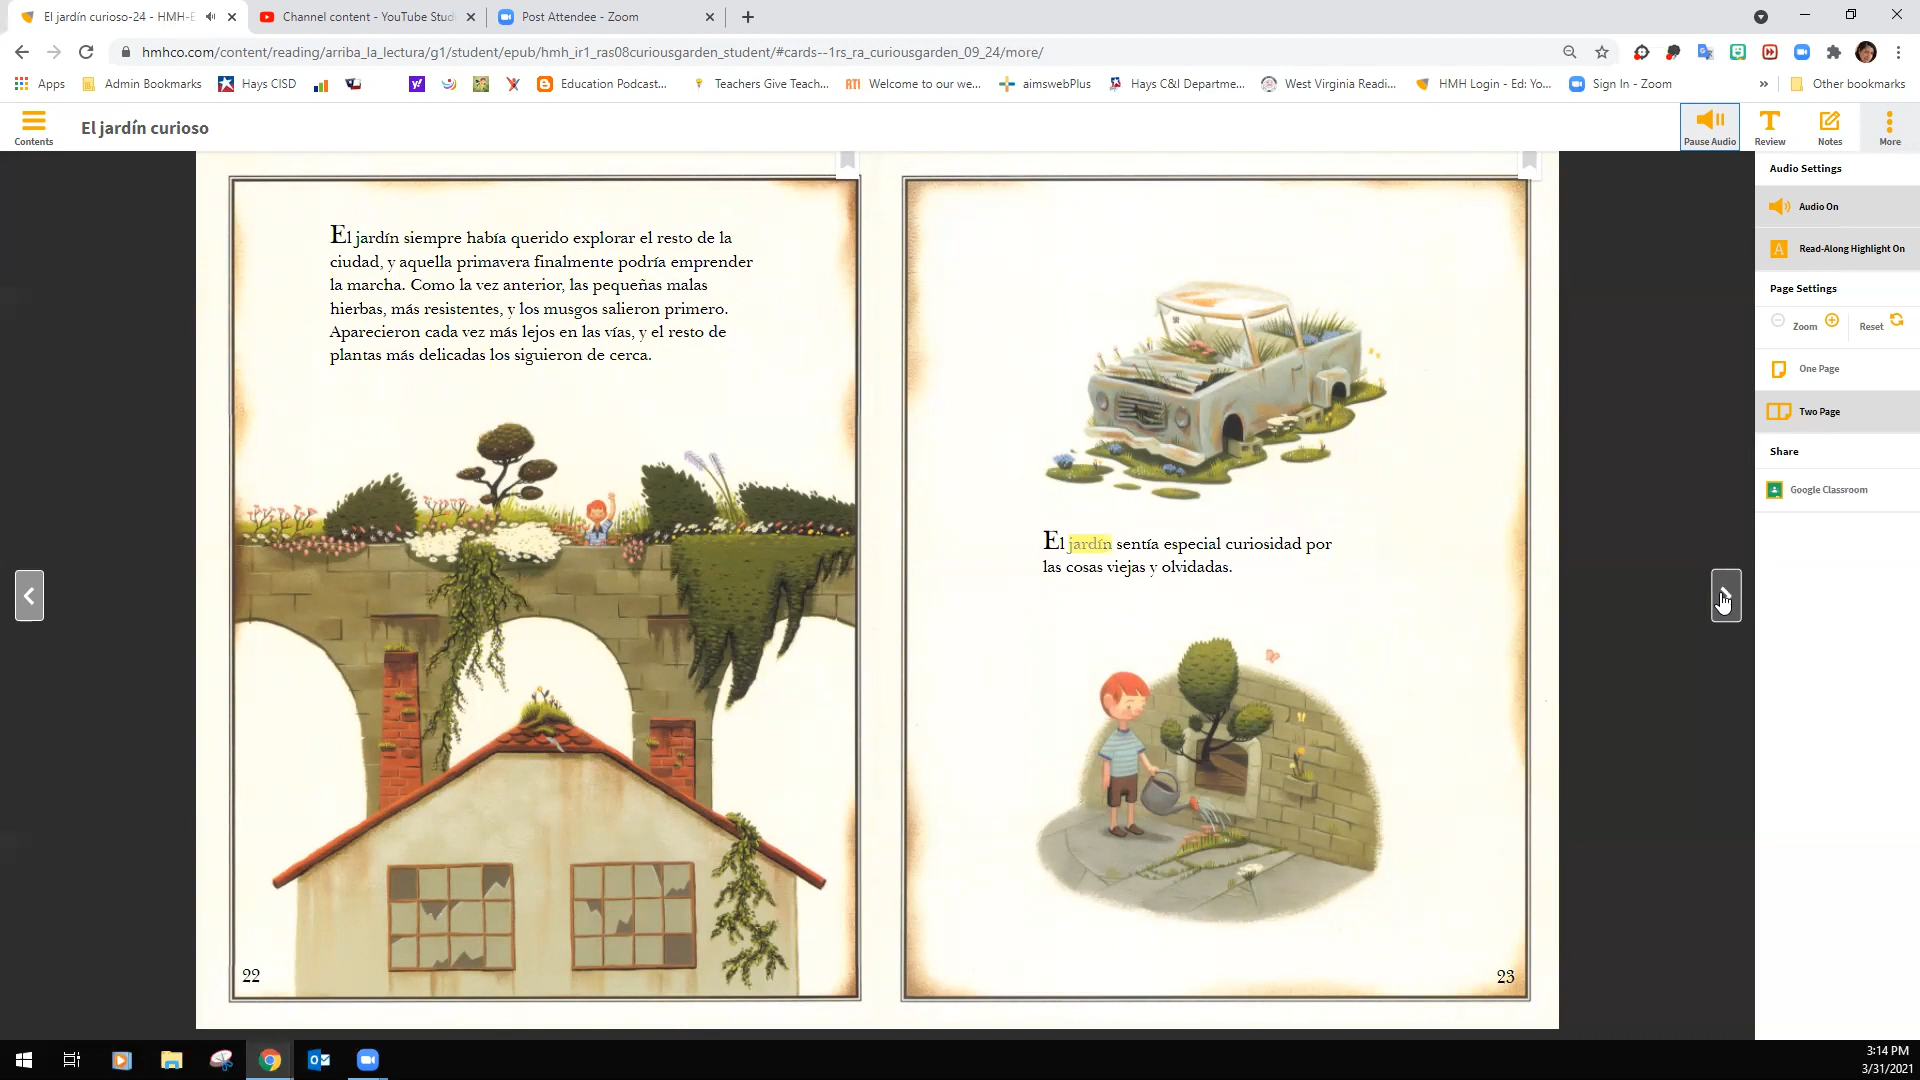 El jardín curioso-24 - HMH-E
Channel content - YouTube Stud
Post Attendee - Zoom
hmhco.com/content/reading/arriba_la_lectura/g1/student/epub/hmh_ir1_ras08curiousgarden_student/#cards--1rs_ra_curiousgarden_09_24/more/
Apps
Admin Bookmarks
Hays CISD
Education Podcast...
Teachers Give Teach...
RTI
Welcome to our we...
aimswebPlus
Hays C&I Departme...
West Virginia Readi...
HMH Login - Ed: Yo...
Sign In - Zoom
»
Other bookmarks
Contents
El jardín curioso
Pause Audio
Review
Notes
More
El jardín siempre había querido explorar el resto de la
ciudad, y aquella primavera finalmente podría emprender
la marcha. Como la vez anterior, las pequeñas malas
hierbas, más resistentes, y los musgos salieron primero.
Aparecieron cada vez más lejos en las vías, y el resto de
plantas más delicadas los siguieron de cerca.
22
El jardín sentía especial curiosidad por
las cosas viejas y olvidadas.
23
Audio Settings
Audio On
A
Read-Along Highlight On
Page Settings
Zoom
Reset
One Page
Two Page
Share
Google Classroom
3:14 PM
3/31/2021